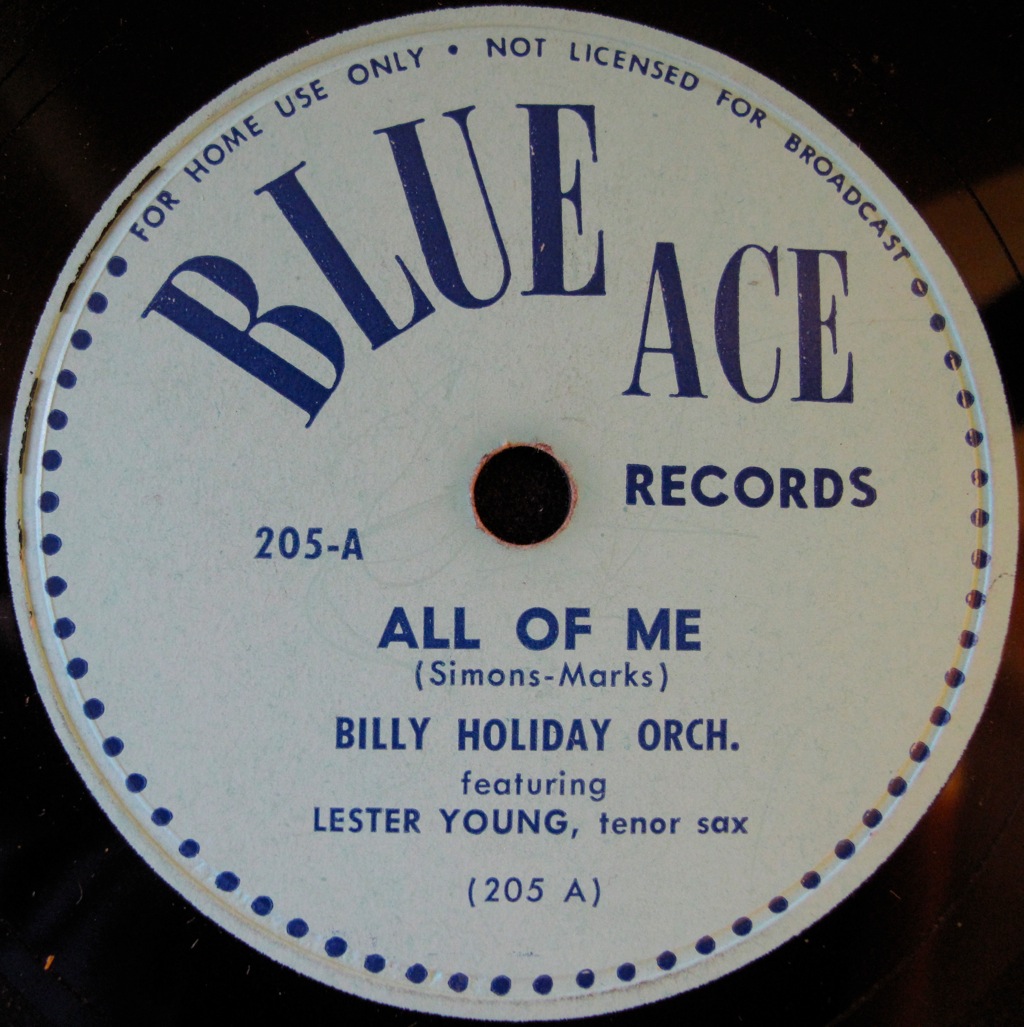 FOR HOME USE ONLY • NOT LICENSED FOR BROADCAST
BLUE ACE
RECORDS
205-A
ALL OF ME
(Simons-Marks)
BILLY HOLIDAY ORCH.
featuring
LESTER YOUNG, tenor sax
(205 A)